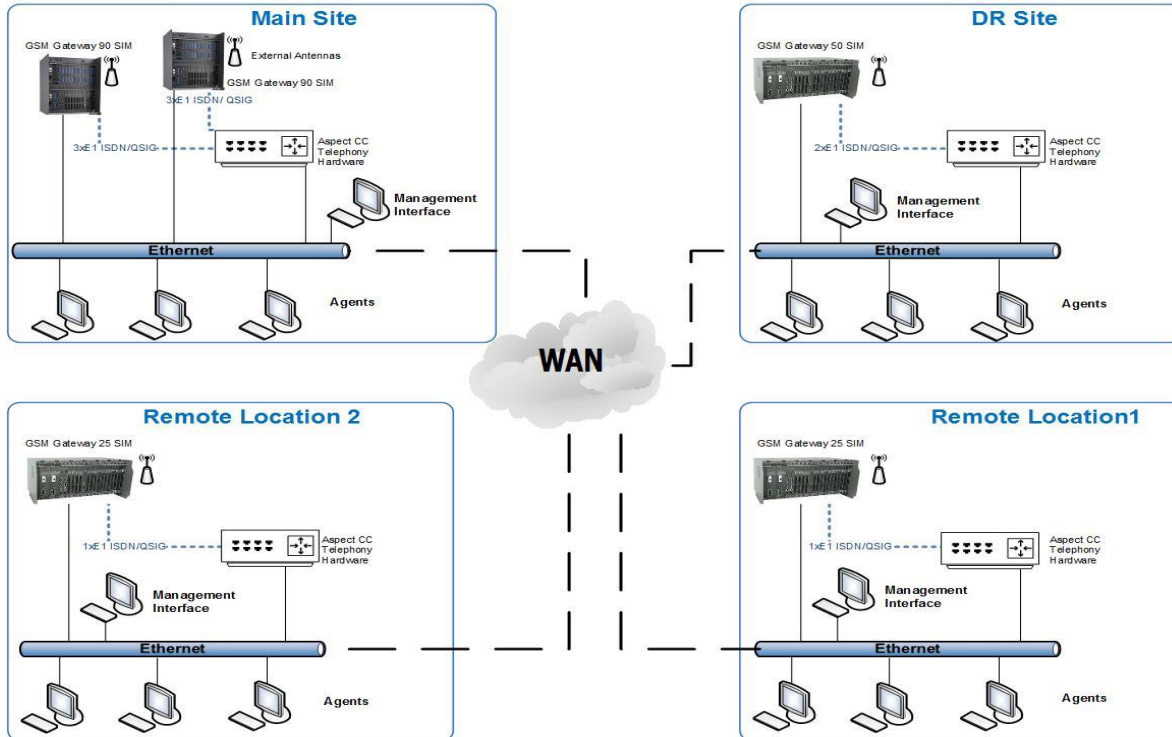 Main Site
GSM Gateway 90 SIM
External Antennas
GSM Gateway 90 SIM
3xE1 ISDN/ QSIG
3xE1 ISDN/QSIG
Aspect CC
Telephony
Hardware
Management
Interface
Ethernet
Agents
DR Site
GSM Gateway 50 SIM
2xE1 ISDN/QSIG
Aspect CC
Telephony
Hardware
Management
Interface
Ethernet
Agents
WAN
Remote Location 2
GSM Gateway 25 SIM
1xE1 ISDN/QSIG
Aspect CC
Telephony
Hardware
Management
Interface
Ethernet
Agents
Remote Location1
GSM Gateway 25 SIM
1xE1 ISDN/QSIG
Aspect CC
Telephony
Hardware
Management
Interface
Ethernet
Agents